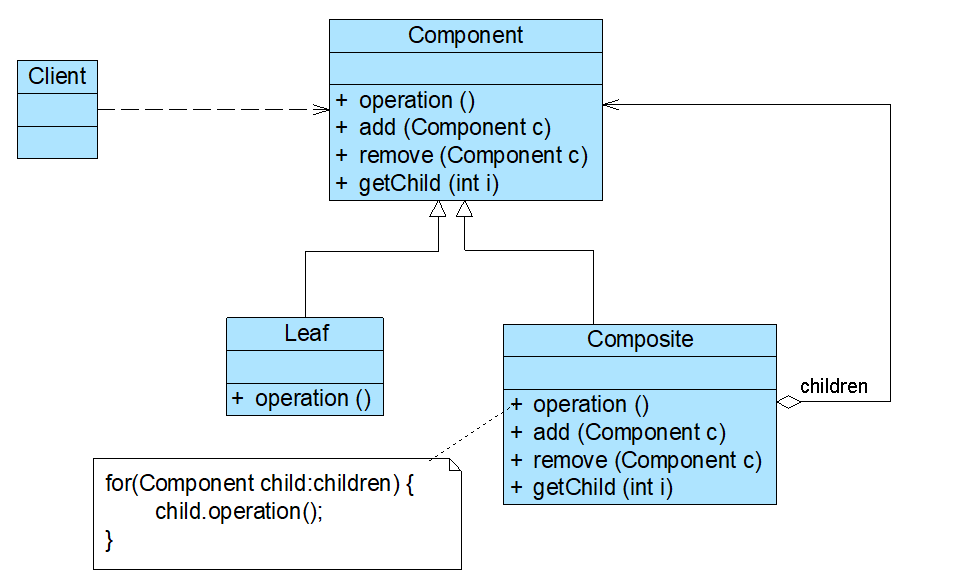 Component
Client
+ operation ()
+ add (Component c)
+ remove (Component c)
+ getChild (int i)
Leaf
+ operation ()
Composite
children
+ operation ()
+ add (Component c)
+ remove (Component c)
+ getChild (int i)
for(Component child:children) {
child.operation();
}